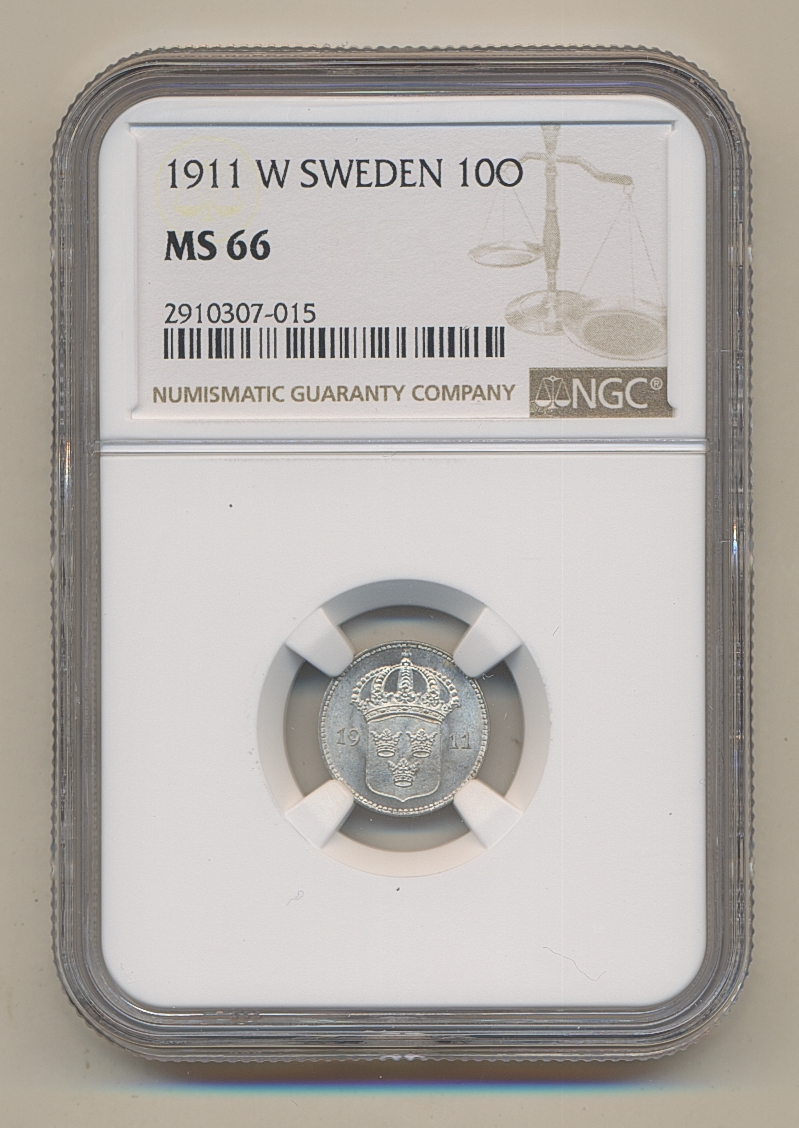 1911 W SWEDEN 10O
MS 66
2910307-015
NUMISMATIC GUARANTY COMPANY NGC®
19 11